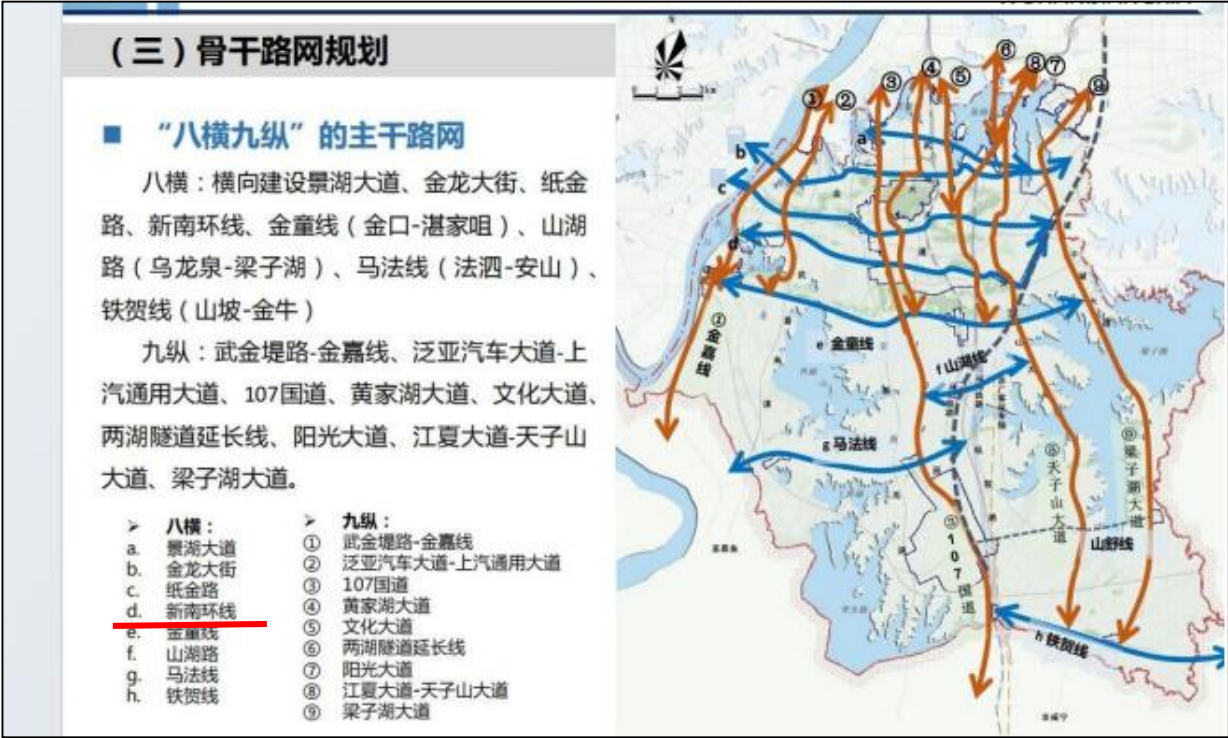 （三）骨干路网规划
■ “八横九纵”的主干路网
八横：横向建设景湖大道、金龙大街、纸金
路、新南环线、金童线（金口-湛家咀）、山湖
路（乌龙泉-梁子湖）、马法线（法泗-安山）、
铁贺线（山坡-金牛）
九纵：武金堤路-金嘉线、泛亚汽车大道-上
汽通用大道、107国道、黄家湖大道、文化大道、
两湖隧道延长线、阳光大道、江夏大道-天子山
大道、梁子湖大道。
➢ 八横：
a. 景湖大道
b. 金龙大街
c. 纸金路
d. 新南环线
e. 金童线
f. 山湖路
g. 马法线
h. 铁贺线
➢ 九纵：
① 武金堤路-金嘉线
② 泛亚汽车大道-上汽通用大道
③ 107国道
④ 黄家湖大道
⑤ 文化大道
⑥ 两湖隧道延长线
⑦ 阳光大道
⑧ 江夏大道-天子山大道
⑨ 梁子湖大道
N
①
②
③
④
⑤
⑥
⑧
⑦
⑨
a
b
c
d
①金嘉线
e 金童线
f 山湖线
g 马法线
③107国道
⑧天子山大道
⑨梁子湖大道
山舒线
h 铁贺线
至咸宁